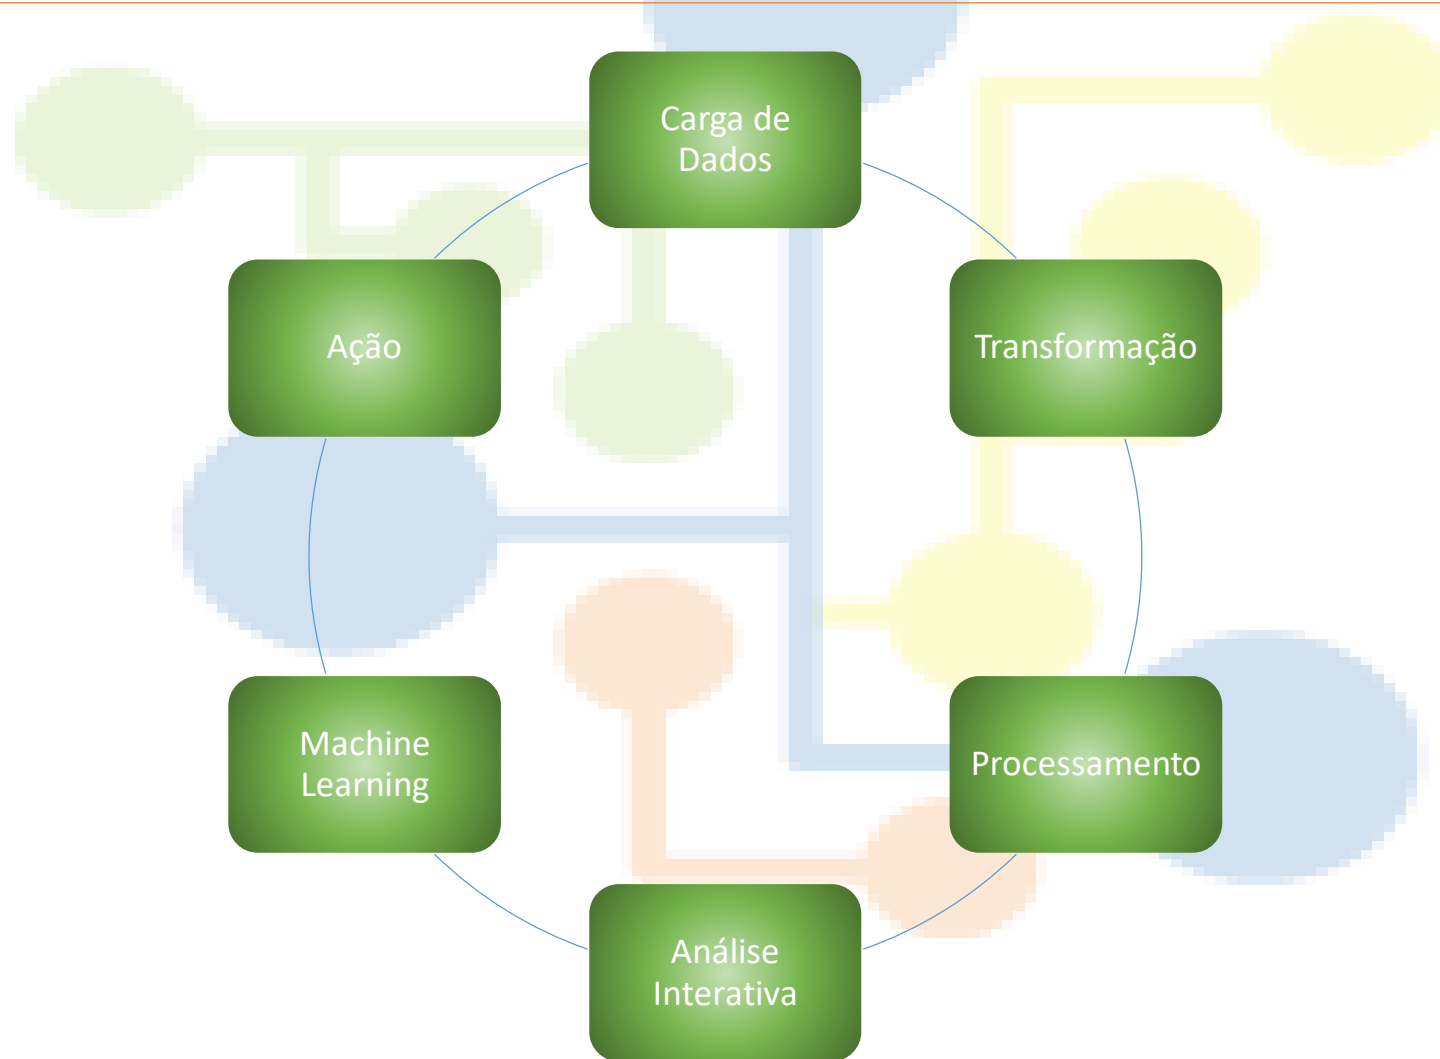 Carga de
Dados
Transformação
Processamento
Análise
Interativa
Machine
Learning
Ação